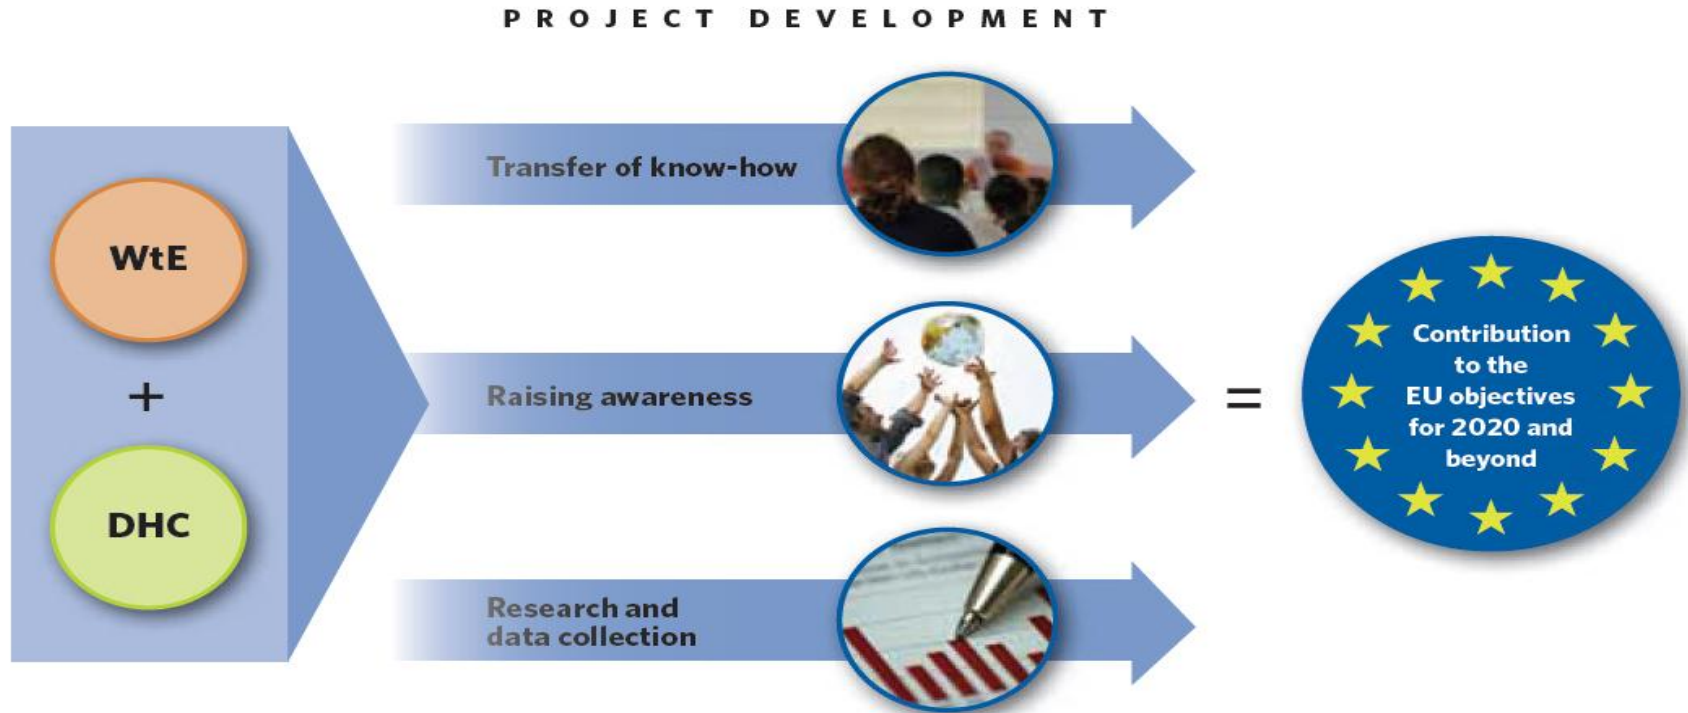 PROJECT DEVELOPMENT
WtE
+
DHC
Transfer of know-how
Raising awareness
Research and
data collection
=
Contribution
to the
EU objectives
for 2020 and
beyond